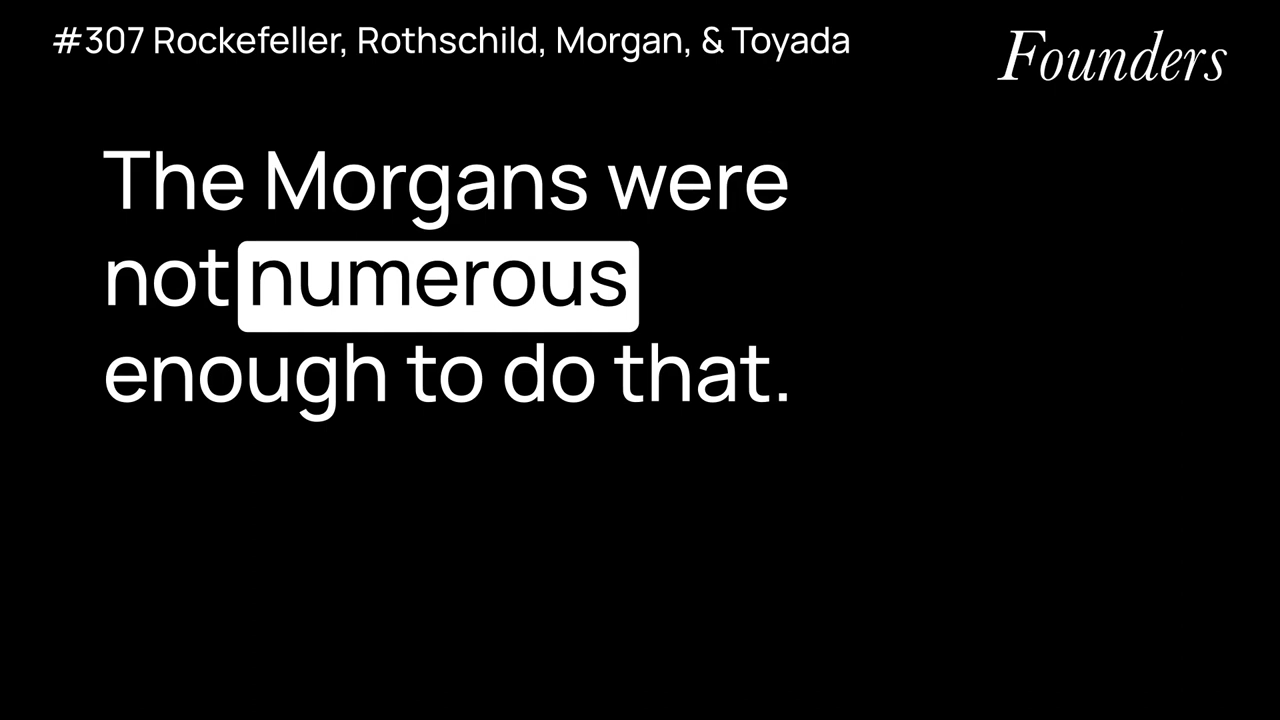 #307 Rockefeller, Rothschild, Morgan, & Toyada
Founders
The Morgans were
not numerous
enough to do that.